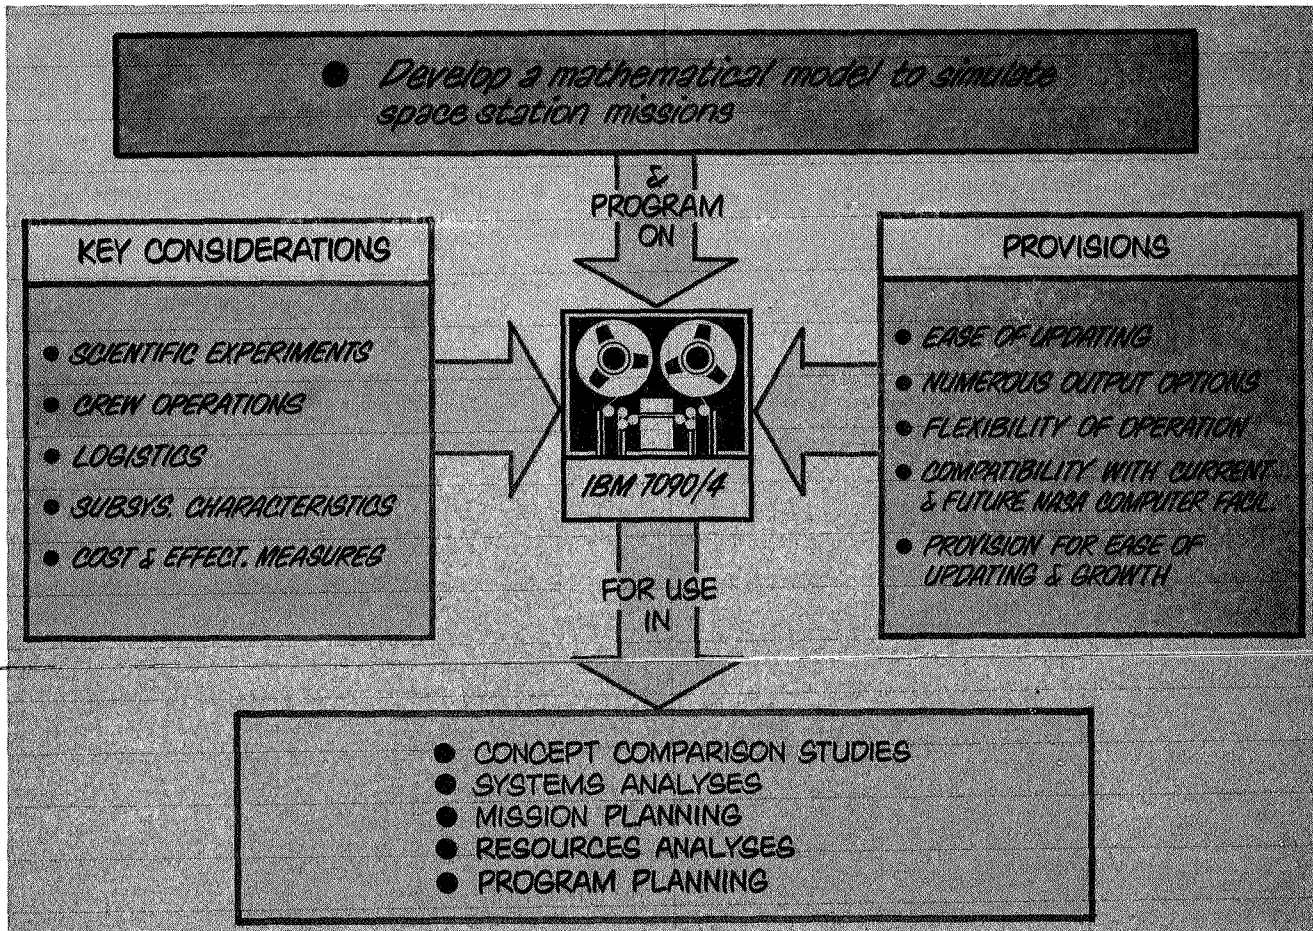 ● Develop a mathematical model to simulate
space station missions
&
PROGRAM
ON
KEY CONSIDERATIONS
● SCIENTIFIC EXPERIMENTS
● CREW OPERATIONS
● LOGISTICS
● SUBSYS. CHARACTERISTICS
● COST & EFFECT. MEASURES
IBM 7090/4
PROVISIONS
● EASE OF UPDATING
● NUMEROUS OUTPUT OPTIONS
● FLEXIBILITY OF OPERATION
● COMPATIBILITY WITH CURRENT
& FUTURE NASA COMPUTER FACIL.
● PROVISION FOR EASE OF
UPDATING & GROWTH
FOR USE
IN
● CONCEPT COMPARISON STUDIES
● SYSTEMS ANALYSES
● MISSION PLANNING
● RESOURCES ANALYSES
● PROGRAM PLANNING